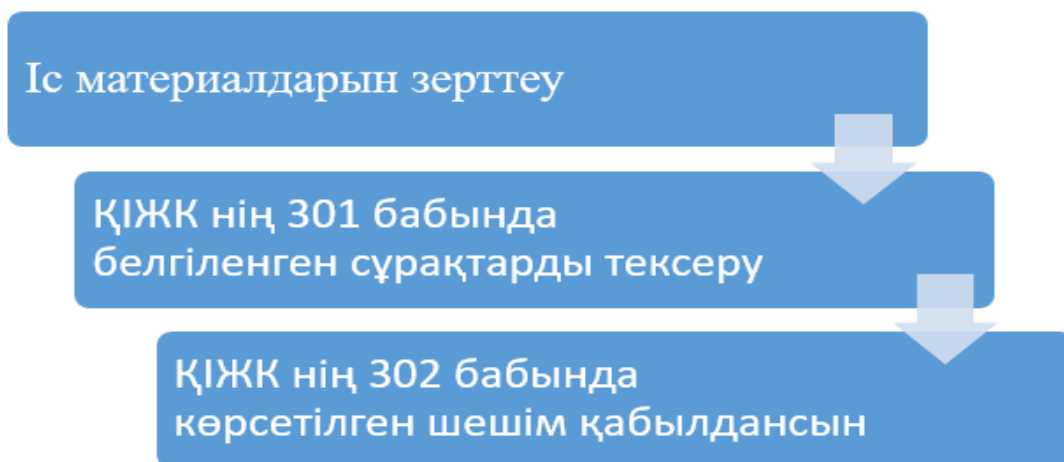 Іс материалдарын зерттеу
ҚІЖК нің 301 бабында
белгіленген сұрақтарды тексеру
ҚІЖК нің 302 бабында
көрсетілген шешім қабылдансын